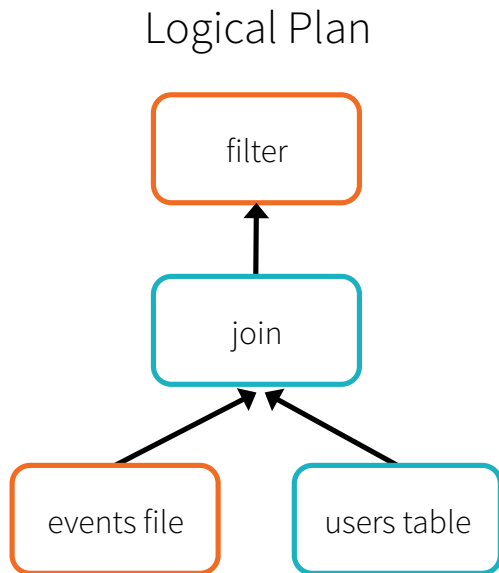 Logical Plan
filter
join
events file
users table